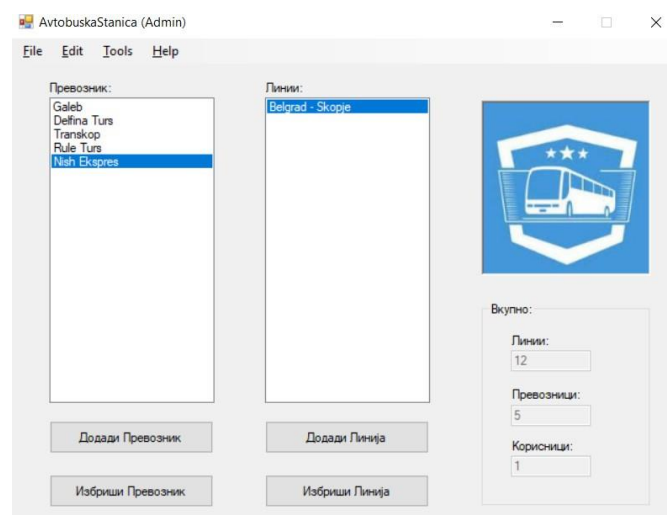 AvtobuskaStanica (Admin)
File Edit Tools Help
Превозник:
Galeb
Delfina Turs
Transkop
Rule Turs
Nish Ekspres
Линии:
Belgrad - Skopje
Вкупно:
Линии:
12
Превозници:
5
Корисници:
1
Додади Превозник
Додади Линија
Избриши Превозник
Избриши Линија